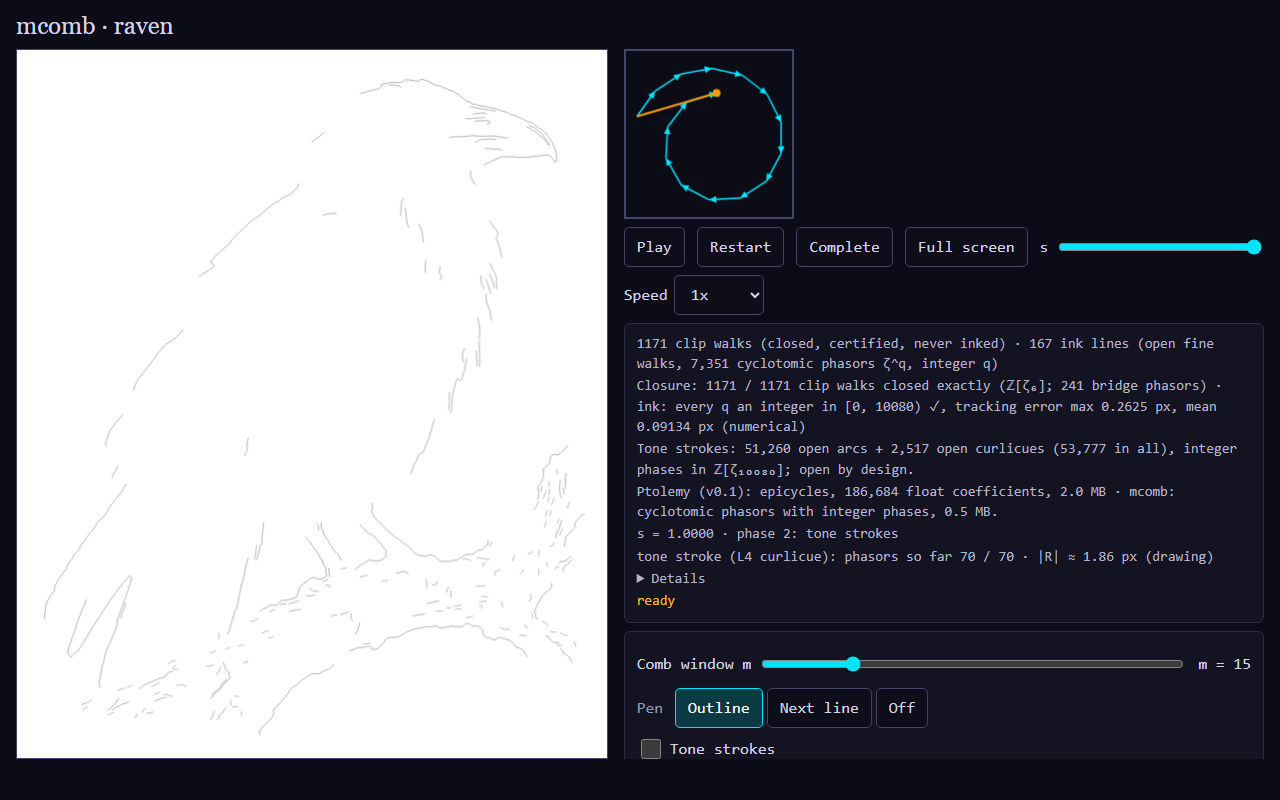 mcomb · raven
Play
Restart
Complete
Full screen
s
Speed
1x
1171 clip walks (closed, certified, never inked) · 167 ink lines (open fine
walks, 7,351 cyclotomic phasors ζ^q, integer q)
Closure: 1171 / 1171 clip walks closed exactly (ℤ[ζ₆]; 241 bridge phasors) ·
ink: every q an integer in [0, 10080) ✓, tracking error max 0.2625 px, mean
0.09134 px (numerical)
Tone strokes: 51,260 open arcs + 2,517 open curlicues (53,777 in all), integer
phases in ℤ[ζ₁₀₀₈₀]; open by design.
Ptolemy (v0.1): epicycles, 186,684 float coefficients, 2.0 MB · mcomb:
cyclotomic phasors with integer phases, 0.5 MB.
s = 1.0000 · phase 2: tone strokes
tone stroke (L4 curlicue): phasors so far 70 / 70 · |R| ≈ 1.86 px (drawing)
▶ Details
ready
Comb window m
m = 15
Pen
Outline
Next line
Off
Tone strokes